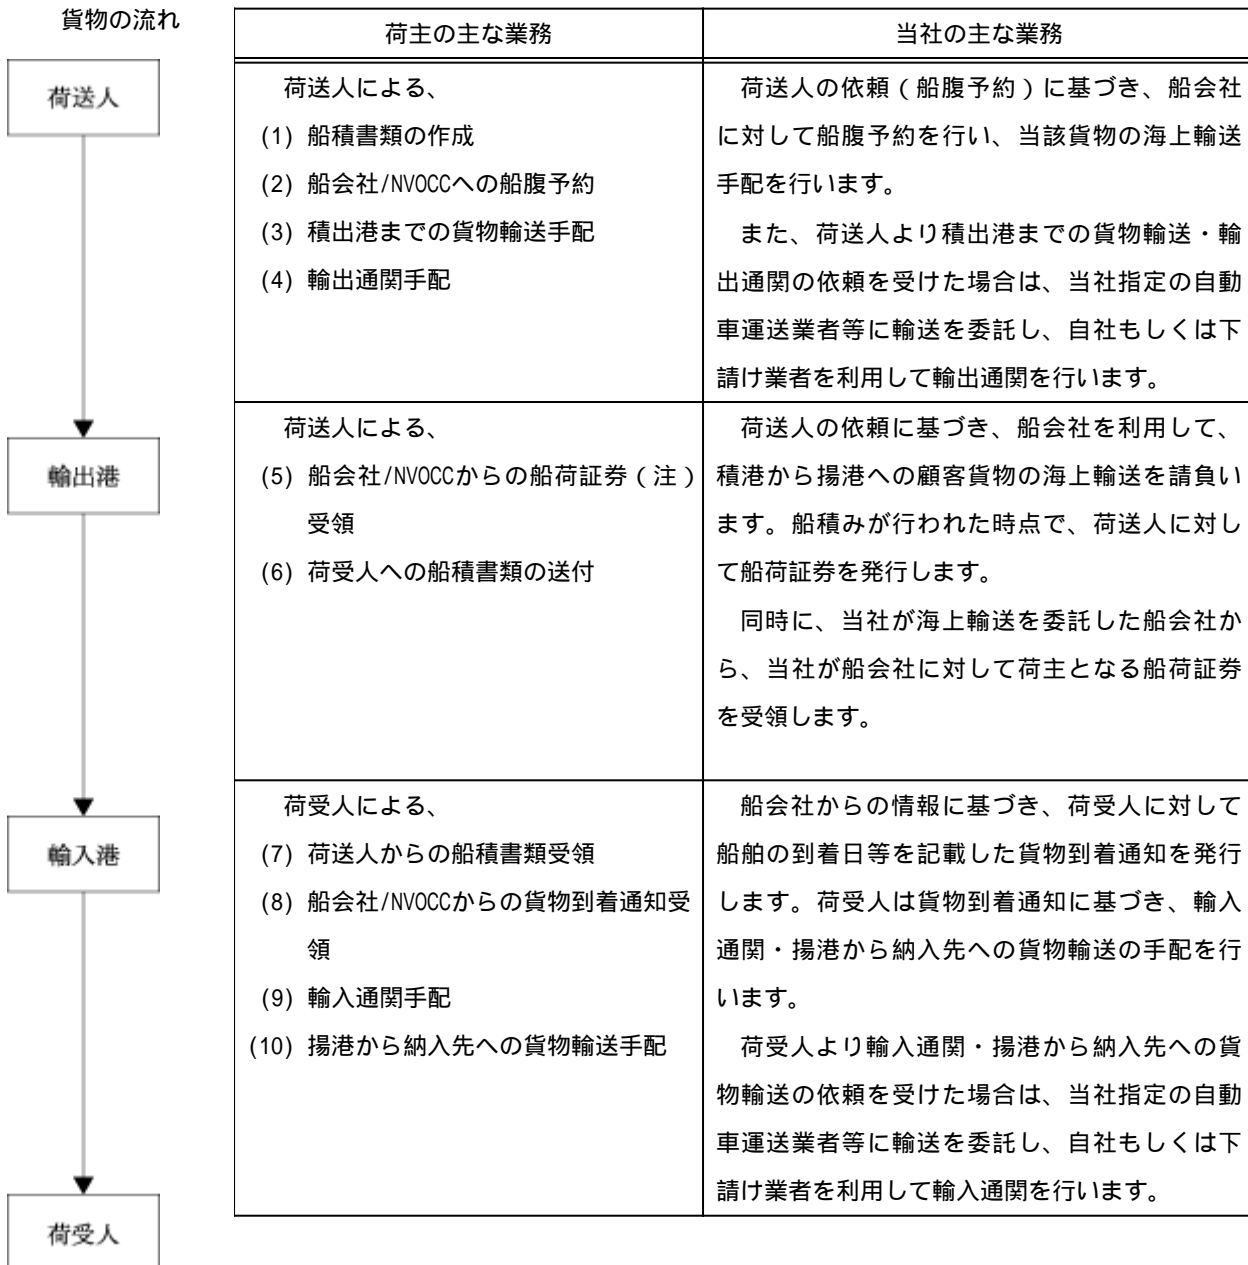 貨物の流れ
荷主の主な業務
当社の主な業務
荷送人
荷送人による、
(1) 船積書類の作成
(2) 船会社/NVOCCへの船腹予約
(3) 積出港までの貨物輸送手配
(4) 輸出通関手配
荷送人の依頼(船腹予約)に基づき、船会社
に対して船腹予約を行い、当該貨物の海上輸送
手配を行います。
また、荷送人より積出港までの貨物輸送・輸
出通関の依頼を受けた場合は、当社指定の自動
車運送業者等に輸送を委託し、自社もしくは下
請け業者を利用して輸出通関を行います。
輸出港
荷送人による、
(5) 船会社/NVOCCからの船荷証券(注)
受領
(6) 荷受人への船積書類の送付
荷送人の依頼に基づき、船会社を利用して、
積港から揚港への顧客貨物の海上輸送を請負い
ます。船積みが行われた時点で、荷送人に対し
て船荷証券を発行します。
同時に、当社が海上輸送を委託した船会社か
ら、当社が船会社に対して荷主となる船荷証券
を受領します。
輸入港
荷受人による、
(7) 荷送人からの船積書類受領
(8) 船会社/NVOCCからの貨物到着通知受
領
(9) 輸入通関手配
(10) 揚港から納入先への貨物輸送手配
船会社からの情報に基づき、荷受人に対して
船舶の到着日等を記載した貨物到着通知を発行
します。荷受人は貨物到着通知に基づき、輸入
通関・揚港から納入先への貨物輸送の手配を行
います。
荷受人より輸入通関・揚港から納入先への貨
物輸送の依頼を受けた場合は、当社指定の自動
車運送業者等に輸送を委託し、自社もしくは下
請け業者を利用して輸入通関を行います。
荷受人